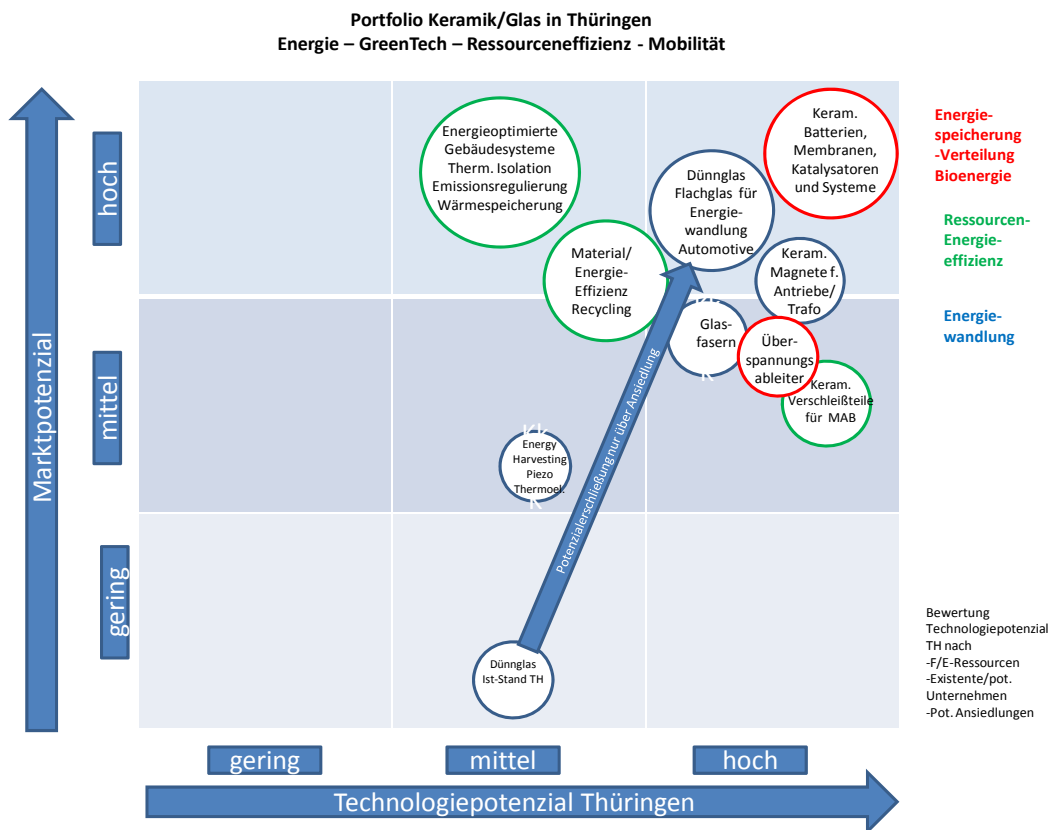 Portfolio Keramik/Glas in Thüringen
Energie – GreenTech – Ressourceneffizienz - Mobilität
Marktpotenzial
hoch
mittel
gering
Energieoptimierte
Gebäudesysteme
Therm. Isolation
Emissionsregulierung
Wärmespeicherung
Material/
Energie-
Effizienz
Recycling
Dünnglas
Flachglas für
Energie-
wandlung
Automotive
Keram.
Batterien,
Membranen,
Katalysatoren
und Systeme
Keram.
Magnete f.
Antriebe/
Trafo
Glas-
fasern
Über-
spannungs
ableiter
Keram.
Verschleißteile
für MAB
Energy
Harvesting
Piezo
Thermoel.
Potenzialerschließung nur über Ansiedlung
Dünnglas
Ist-Stand TH
Energie-
speicherung
-Verteilung
Bioenergie
Ressourcen-
Energie-
effizienz
Energie-
wandlung
Bewertung
Technologiepotenzial
TH nach
-F/E-Ressourcen
-Existente/pot.
Unternehmen
-Pot. Ansiedlungen
gering
mittel
hoch
Technologiepotenzial Thüringen